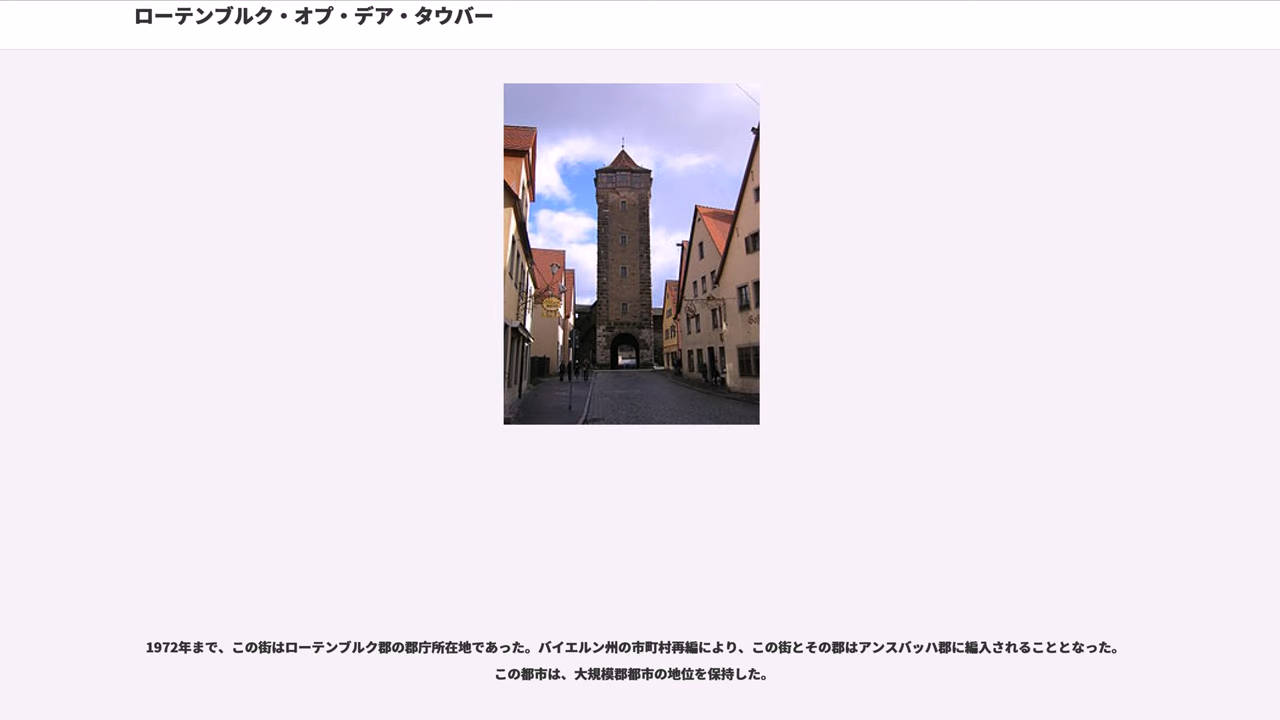 ローテンブルク・オプ・デア・タウバー
1972年まで、この街はローテンブルク郡の郡庁所在地であった。バイエルン州の市町村再編により、この街とその郡はアンスバッハ郡に編入されることとなった。
この都市は、大規模郡都市の地位を保持した。